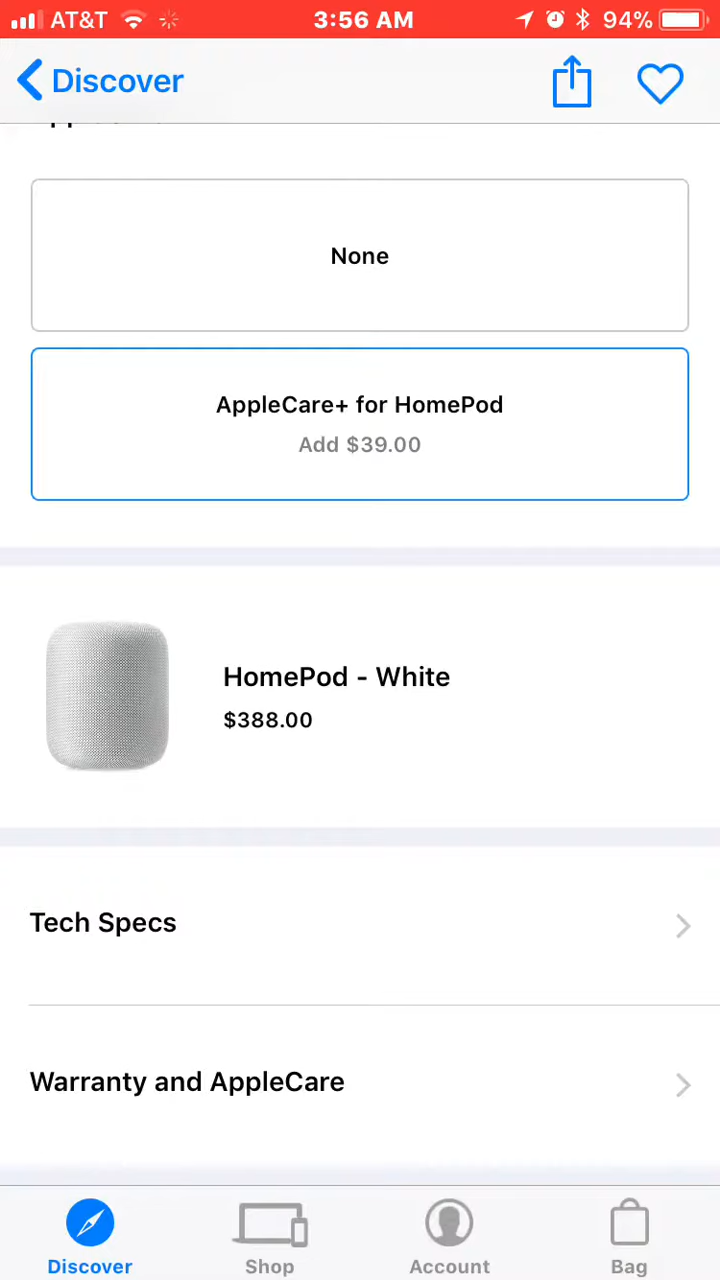 AT&T 3:56 AM 94%
Discover
None
AppleCare+ for HomePod
Add $39.00
HomePod - White
$388.00
Tech Specs
Warranty and AppleCare
Discover Shop Account Bag